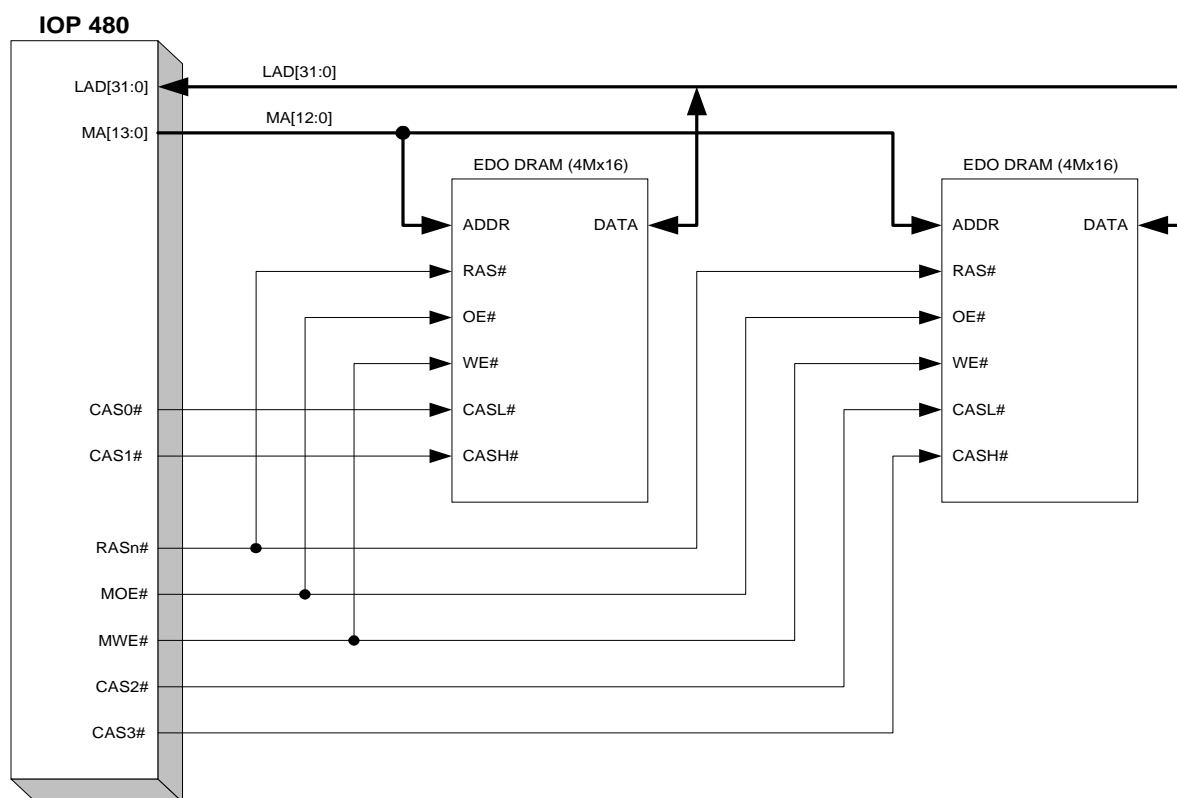 IOP 480
LAD[31:0]
LAD[31:0]
MA[13:0]
MA[12:0]
EDO DRAM (4Mx16)
EDO DRAM (4Mx16)
ADDR
DATA
ADDR
DATA
RAS#
RAS#
OE#
OE#
WE#
WE#
CAS0#
CASL#
CASL#
CAS1#
CASH#
CASH#
RASn#
MOE#
MWE#
CAS2#
CAS3#